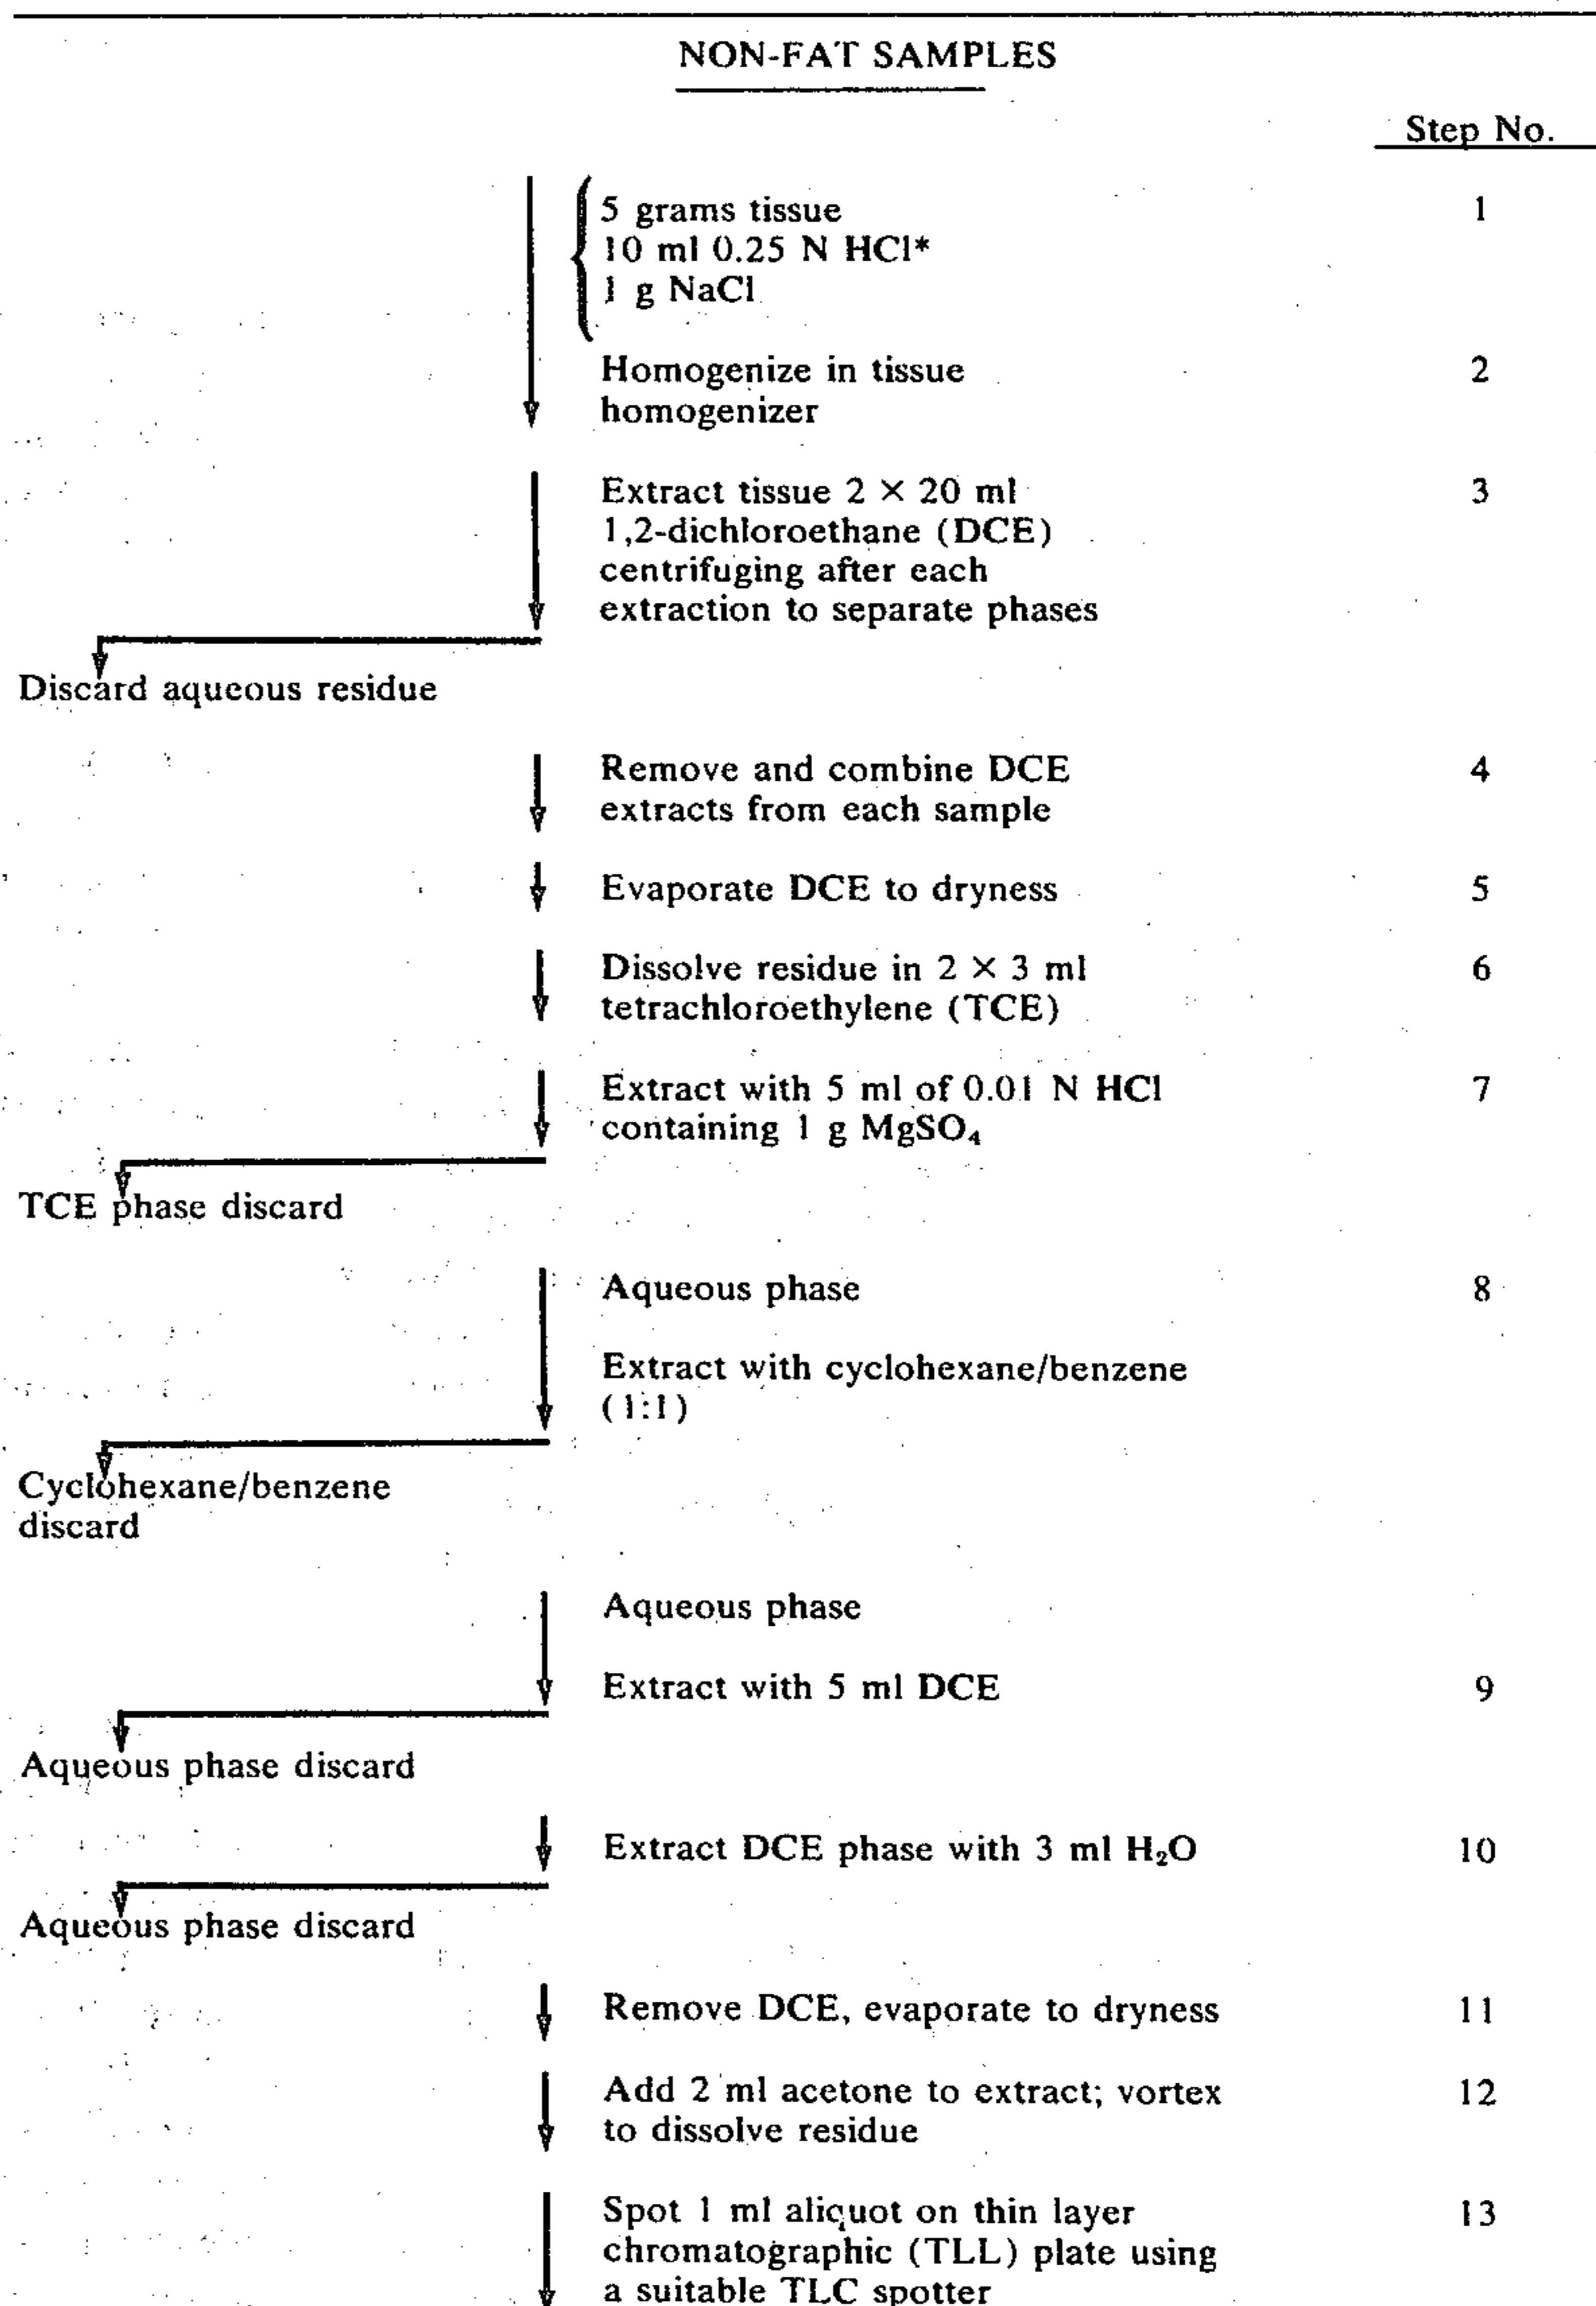 NON-FAT SAMPLES
Step No.
5 grams tissue 1
10 ml 0.25 N HCl*
1 g NaCl
Homogenize in tissue 2
homogenizer
Extract tissue 2 × 20 ml 3
1,2-dichloroethane (DCE)
centrifuging after each
extraction to separate phases
Discard aqueous residue
Remove and combine DCE 4
extracts from each sample
Evaporate DCE to dryness 5
Dissolve residue in 2 × 3 ml 6
tetrachloroethylene (TCE)
Extract with 5 ml of 0.01 N HCl 7
containing 1 g MgSO₄
TCE phase discard
Aqueous phase 8
Extract with cyclohexane/benzene
(1:1)
Cyclohexane/benzene
discard
Aqueous phase
Extract with 5 ml DCE 9
Aqueous phase discard
Extract DCE phase with 3 ml H₂O 10
Aqueous phase discard
Remove DCE, evaporate to dryness 11
Add 2 ml acetone to extract; vortex 12
to dissolve residue
Spot 1 ml aliquot on thin layer 13
chromatographic (TLL) plate using
a suitable TLC spotter